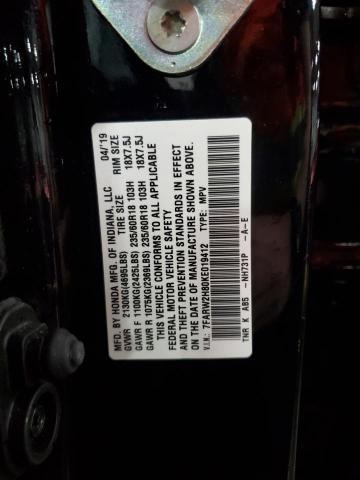 MFD. BY HONDA MFG. OF INDIANA, LLC 04/'19
TIRE SIZE RIM SIZE
GVWR 2130KG(4695LBS)
GAWR F 1100KG(2425LBS) 235/60R18 103H 18X7.5J
GAWR R 1075KG(2369LBS) 235/60R18 103H 18X7.5J
THIS VEHICLE CONFORMS TO ALL APPLICABLE
FEDERAL MOTOR VEHICLE SAFETY
AND THEFT PREVENTION STANDARDS IN EFFECT
ON THE DATE OF MANUFACTURE SHOWN ABOVE.
V.I.N.: 7FARW2H80KE019412 TYPE: MPV
TNR K AB5 -NH731P -A-E